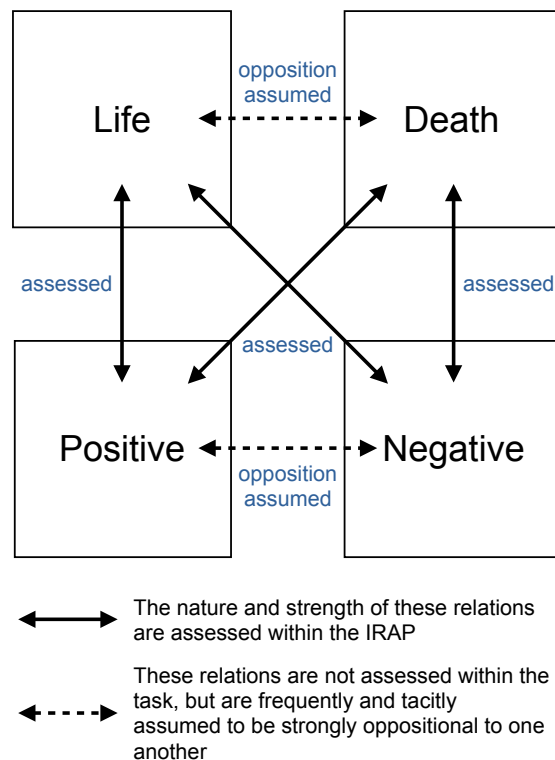 opposition
assumed
Life
Death
assessed
assessed
assessed
Positive
Negative
opposition
assumed
The nature and strength of these relations
are assessed within the IRAP
These relations are not assessed within the
task, but are frequently and tacitly
assumed to be strongly oppositional to one
another